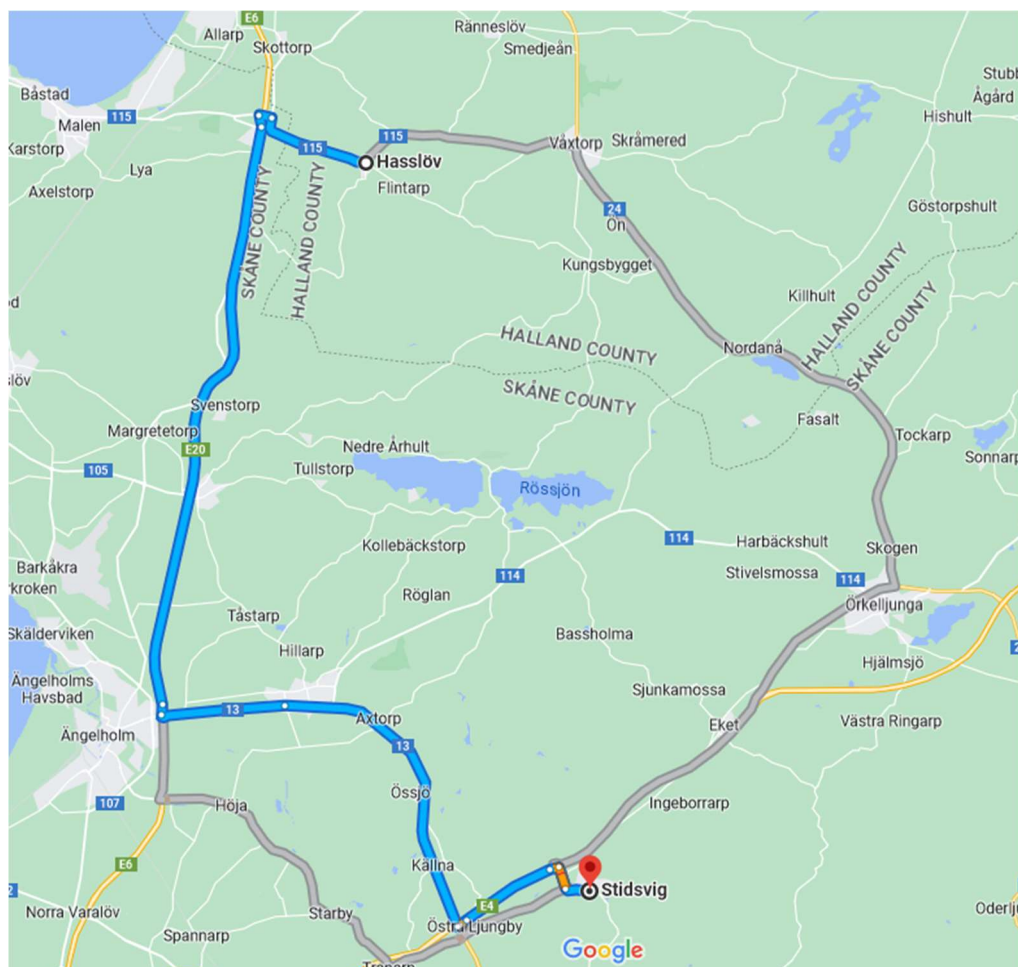 E6
Allarp
Skottorp
Ränneslöv
Smedjeån
Båstad
115
Malen
Karstorp
Lya
Axelstorp
115
Hasslöv
Flintarp
115
Våxtorp
Skråmered
Ågård
Hishult
SKÅNE COUNTY
HALLAND COUNTY
24
Ön
Göstorpshult
Kungsbygget
Killhult
HALLAND COUNTY
SKÅNE COUNTY
HALLAND COUNTY
SKÅNE COUNTY
Nordanå
Svenstorp
Margretetorp
E20
105
Fasalt
Tockarp
Nedre Århult
Tullstorp
Rössjön
Kollebäckstorp
114
114
Harbäckshult
Skogen
Stivelsmossa
114
Barkåkra
Röglan
Örkelljunga
Tåstarp
Skälderviken
Bassholma
Hillarp
Hjälmsjö
Ängelholms
Havsbad
Sjunkamossa
13
Axtorp
Ängelholm
13
Eket
Västra Ringarp
107
Höja
Össjö
Ingeborrarp
E6
Källna
Stidsvig
E4
Norra Varalöv
Starby
Östra Ljungby
Spannarp
Google